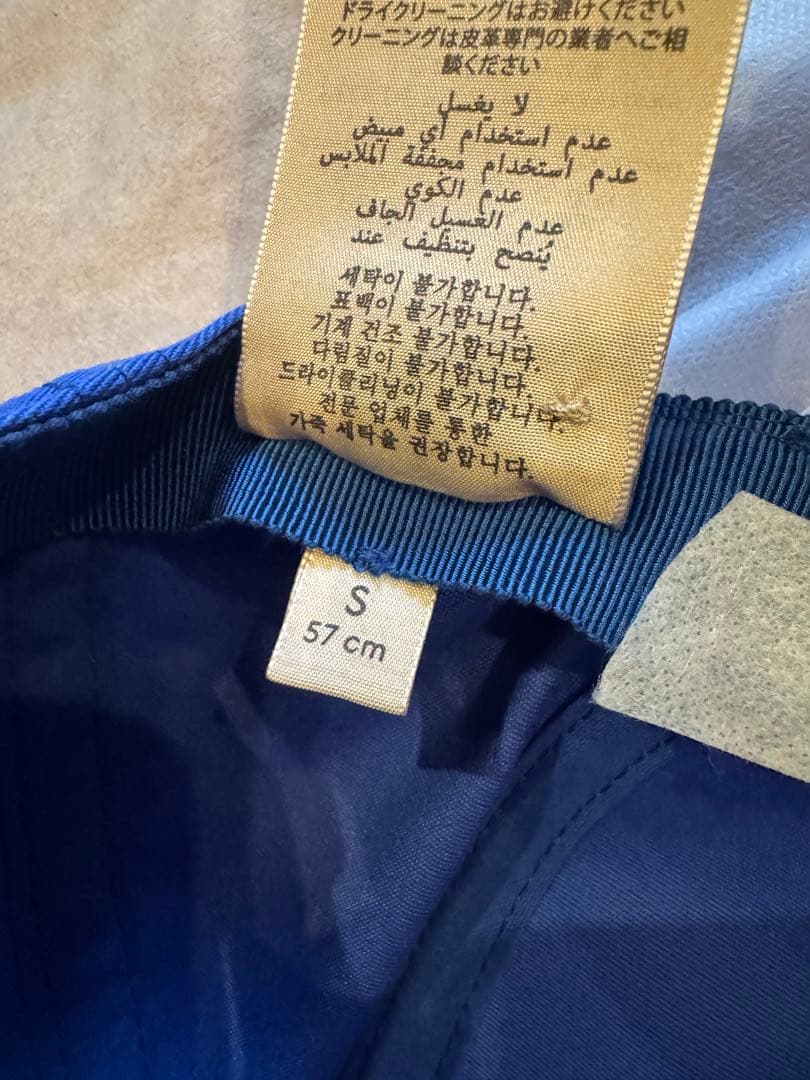 ドライクリーニングはお避けください
クリーニングは皮革専門の業者へご相
談ください
لا يغسل
عدم استخدام أي مبيض
عدم استخدام مجففة الملابس
عدم الكوي
عدم الغسيل الجاف
يُنصح بتنظيف عند
세탁이 불가합니다.
표백이 불가합니다.
기계 건조 불가합니다.
다림질이 불가합니다.
드라이클리닝이 불가합니다.
전문 업체를 통한
가죽 세탁을 권장합니다.
S
57 cm